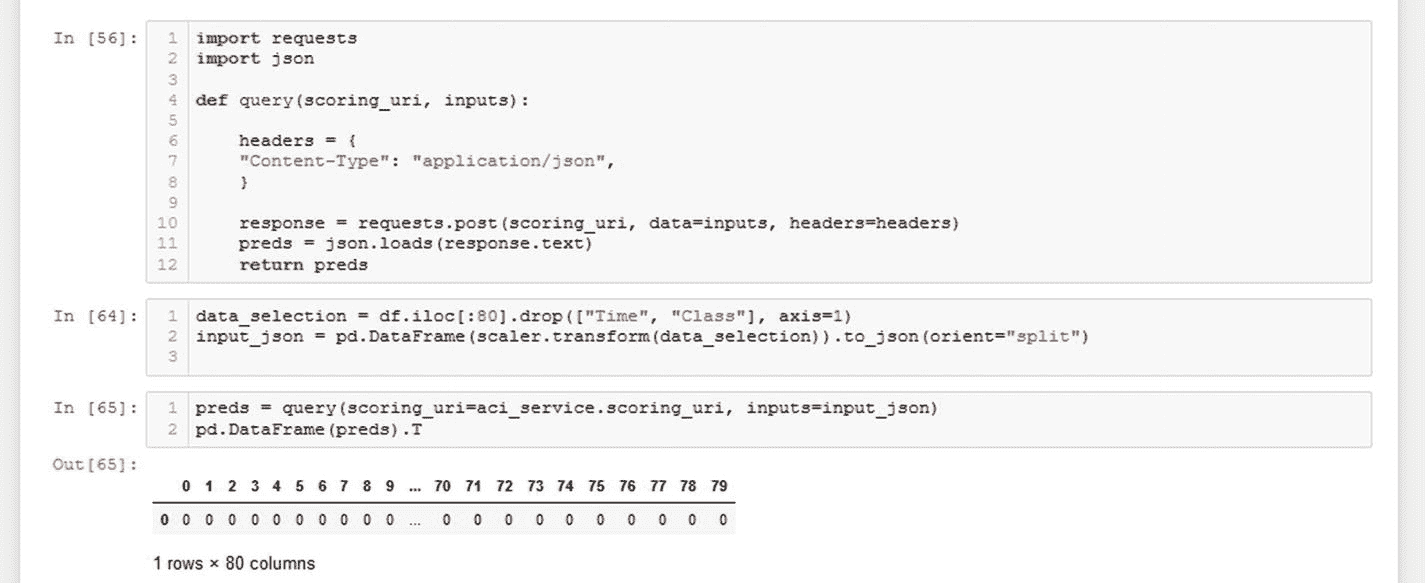 In [56]:
1 import requests
2 import json
3
4 def query(scoring_uri, inputs):
5
6     headers = {
7     "Content-Type": "application/json",
8     }
9
10     response = requests.post(scoring_uri, data=inputs, headers=headers)
11     preds = json.loads(response.text)
12     return preds
In [64]:
1 data_selection = df.iloc[:80].drop(["Time", "Class"], axis=1)
2 input_json = pd.DataFrame(scaler.transform(data_selection)).to_json(orient="split")
3
In [65]:
1 preds = query(scoring_uri=aci_service.scoring_uri, inputs=input_json)
2 pd.DataFrame(preds).T
Out[65]:
0 1 2 3 4 5 6 7 8 9 ... 70 71 72 73 74 75 76 77 78 79
0 0 0 0 0 0 0 0 0 0 0 ... 0 0 0 0 0 0 0 0 0 0
1 rows × 80 columns